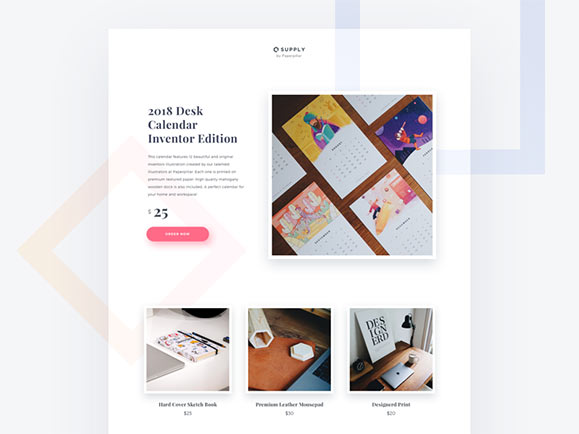 SUPPLY
by Paperpillar
2018 Desk
Calendar
Inventor Edition
This calendar features 12 beautiful and original
inventors illustration created by our talented
illustrators at Paperpillar. Each one is printed on
premium textured paper. High quality mahogany
wooden stick is also included. A perfect calendar for
your home and workspace.
$ 25
ORDER NOW
DES
IGN
ERD
Hard Cover Sketch Book
$25
Premium Leather Mousepad
$30
Designerd Print
$20